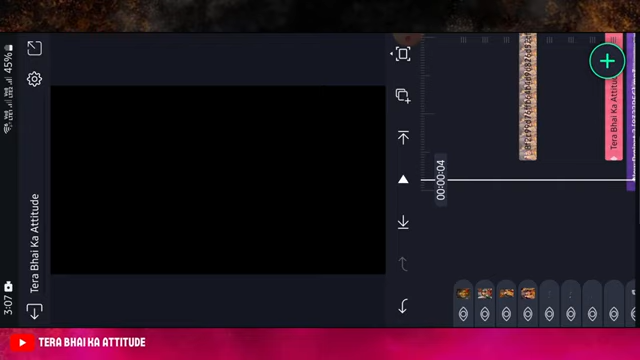 45%
3:07
Tera Bhai Ka Attitude
00:00:04
Tera Bhai Ka Attitude
TERA BHAI KA ATTITUDE